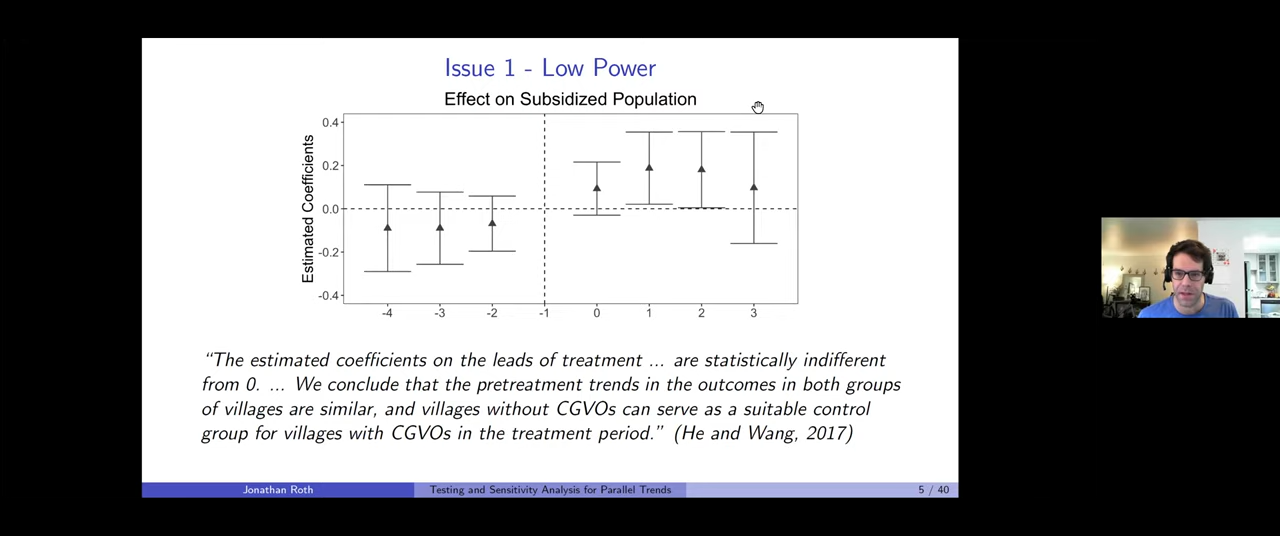 Issue 1 - Low Power
Effect on Subsidized Population
Estimated Coefficients
0.4
0.2
0.0
-0.2
-0.4
-4 -3 -2 -1 0 1 2 3
“The estimated coefficients on the leads of treatment ... are statistically indifferent
from 0. ... We conclude that the pretreatment trends in the outcomes in both groups
of villages are similar, and villages without CGVOs can serve as a suitable control
group for villages with CGVOs in the treatment period.” (He and Wang, 2017)
Jonathan Roth Testing and Sensitivity Analysis for Parallel Trends 5 / 40